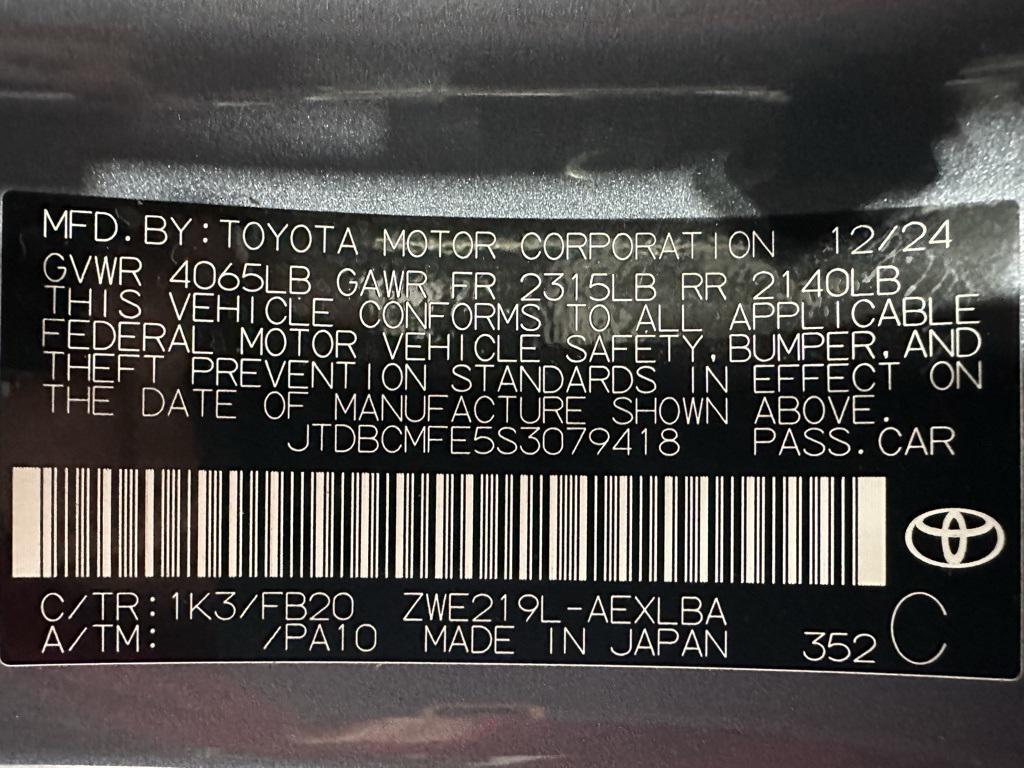 MFD.BY:TOYOTA MOTOR CORPORATION 12/24
GVWR 4065LB GAWR FR 2315LB RR 2140LB
THIS VEHICLE CONFORMS TO ALL APPLICABLE
FEDERAL MOTOR VEHICLE SAFETY,BUMPER,AND
THEFT PREVENTION STANDARDS IN EFFECT ON
THE DATE OF MANUFACTURE SHOWN ABOVE.
JTDBCMFE5S3079418 PASS.CAR
C/TR:1K3/FB20 ZWE219L-AEXLBA
A/TM: /PA10 MADE IN JAPAN 352 C